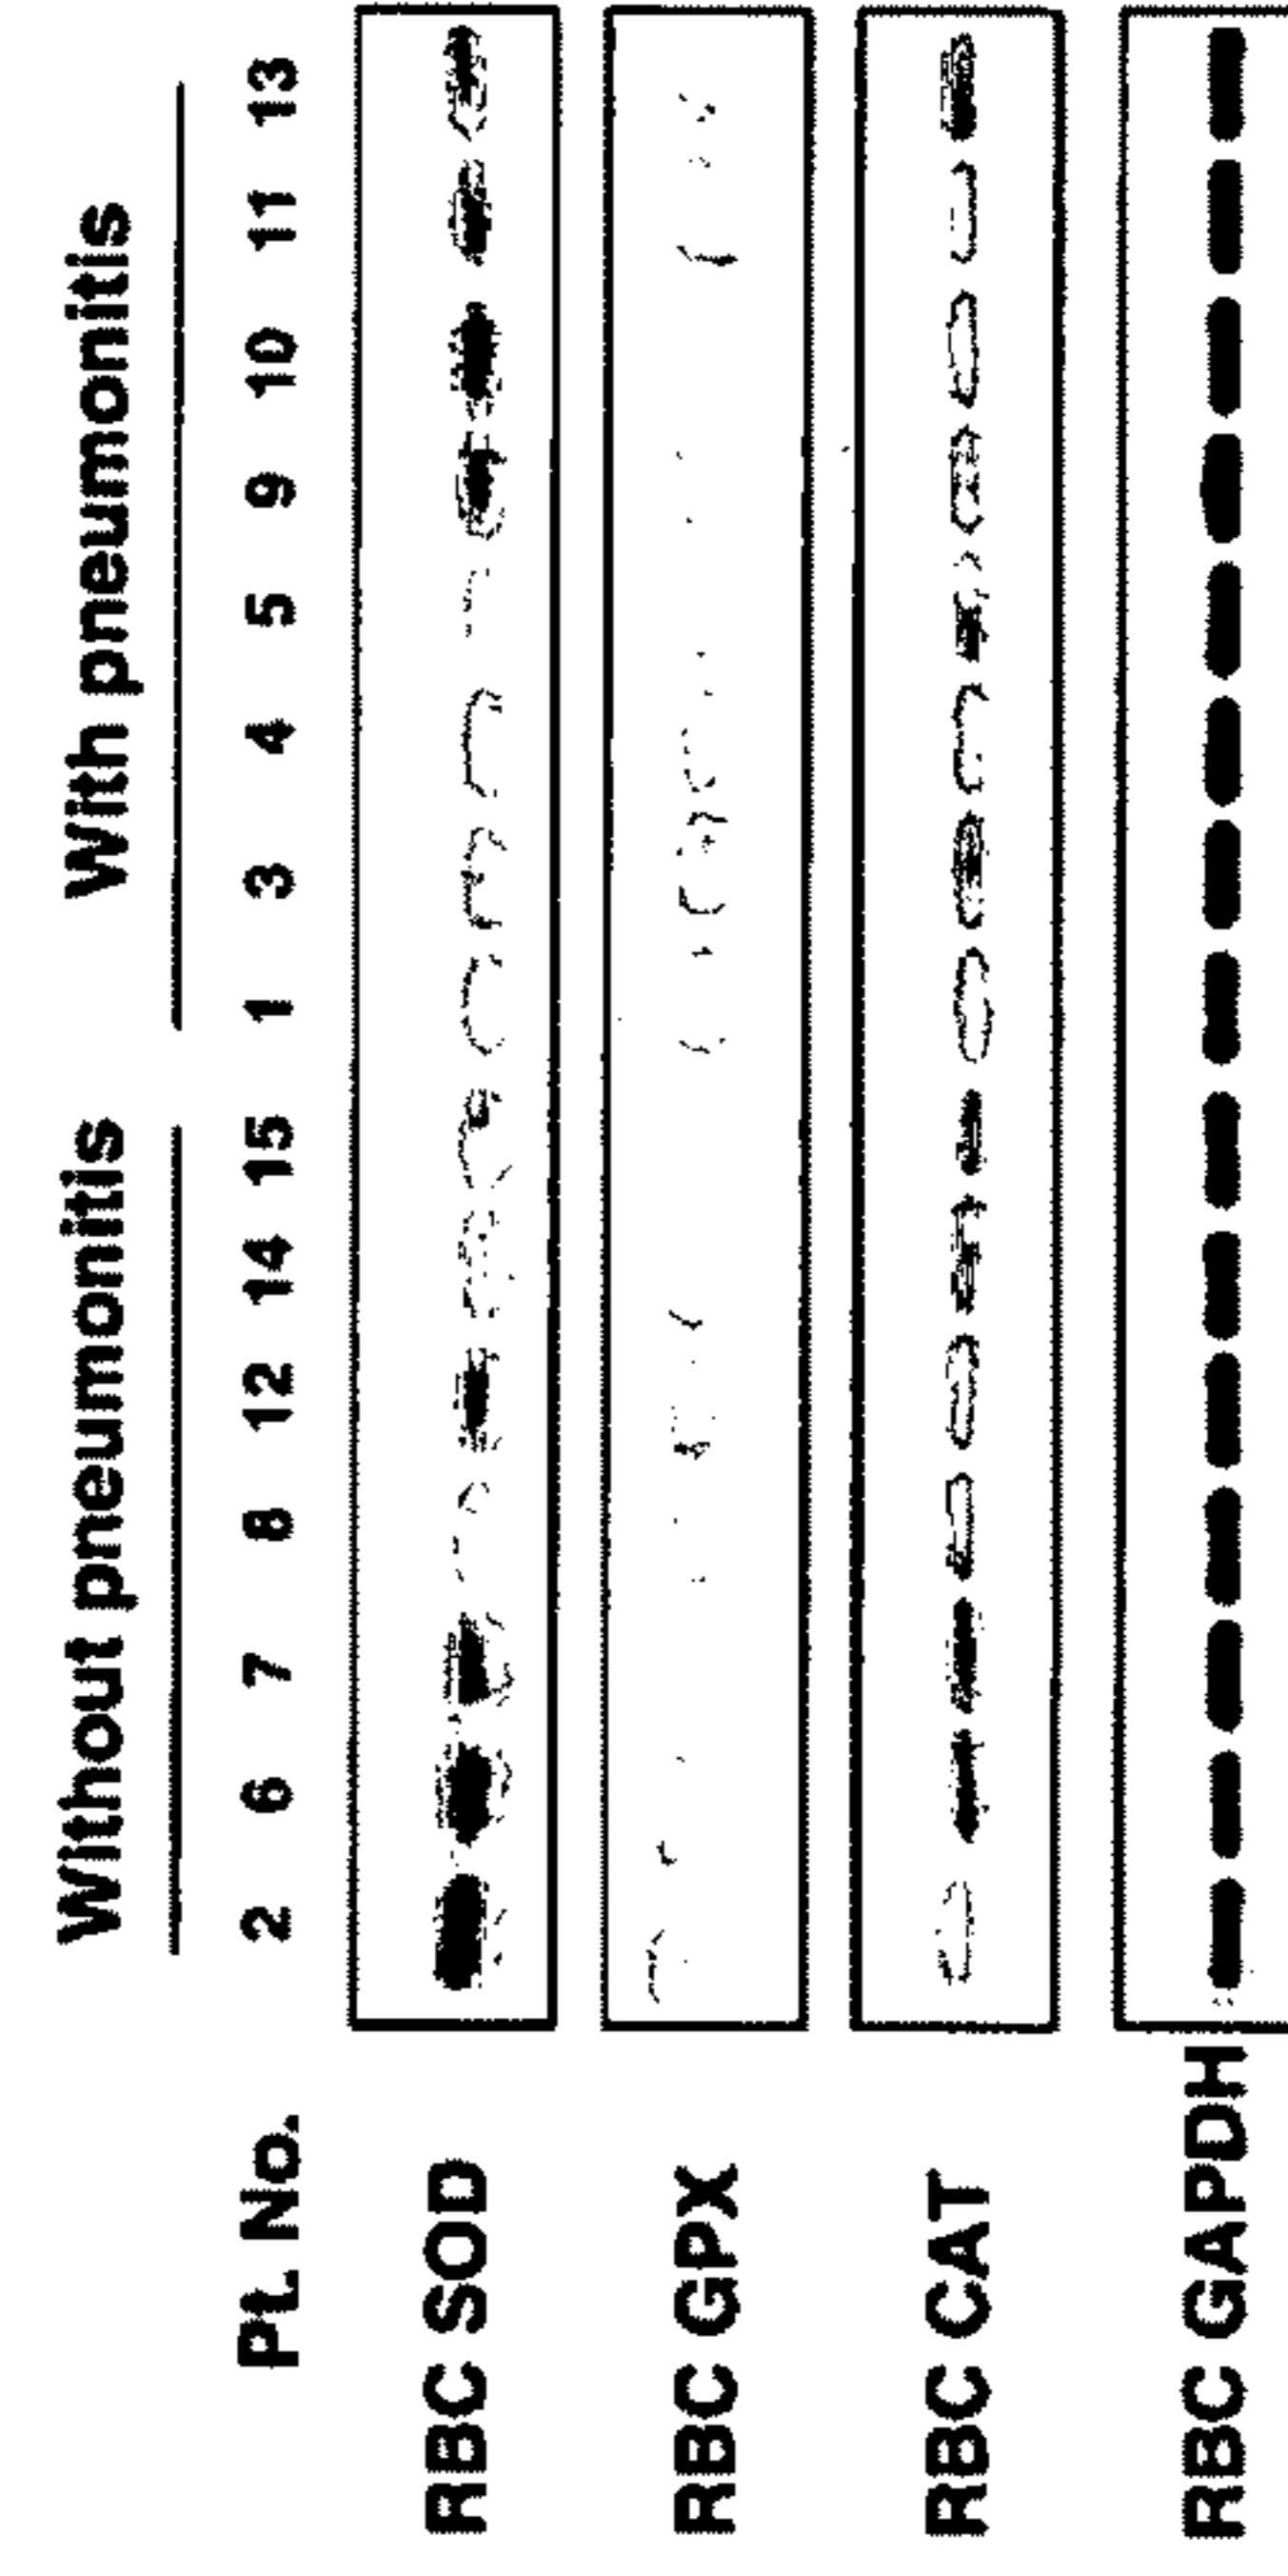 Without pneumonitis With pneumonitis
Pt. No. 2 6 7 8 12 14 15 1 3 4 5 9 10 11 13
RBC SOD
RBC GPX
RBC CAT
RBC GAPDH